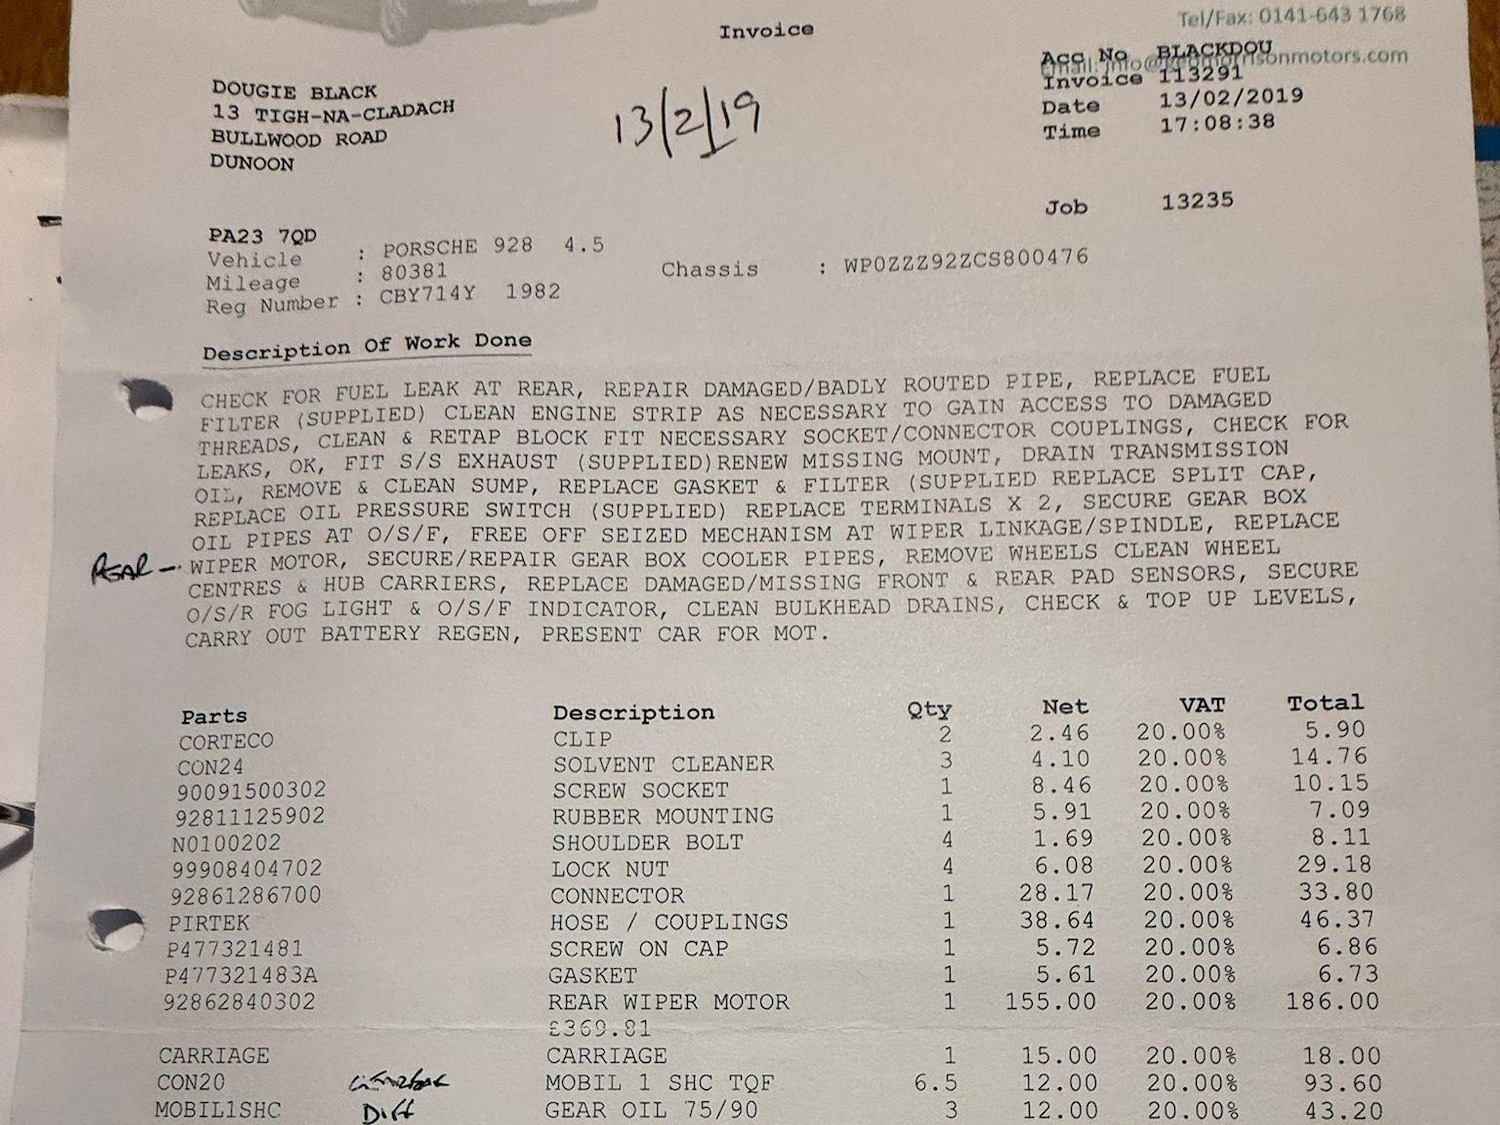 Tel/Fax: 0141-643 1768
Invoice
Acc No BLACKDOU
Invoice 113291
Date 13/02/2019
Time 17:08:38
DOUGIE BLACK
13 TIGH-NA-CLADACH
BULLWOOD ROAD
DUNOON
13/2/19
Job 13235
PA23 7QD
Vehicle : PORSCHE 928 4.5
Mileage : 80381
Chassis : WP0ZZZ92ZCS800476
Reg Number : CBY714Y 1982
Description Of Work Done
CHECK FOR FUEL LEAK AT REAR, REPAIR DAMAGED/BADLY ROUTED PIPE, REPLACE FUEL
FILTER (SUPPLIED) CLEAN ENGINE STRIP AS NECESSARY TO GAIN ACCESS TO DAMAGED
THREADS, CLEAN & RETAP BLOCK FIT NECESSARY SOCKET/CONNECTOR COUPLINGS, CHECK FOR
LEAKS, OK, FIT S/S EXHAUST (SUPPLIED)RENEW MISSING MOUNT, DRAIN TRANSMISSION
OIL, REMOVE & CLEAN SUMP, REPLACE GASKET & FILTER (SUPPLIED REPLACE SPLIT CAP,
REPLACE OIL PRESSURE SWITCH (SUPPLIED) REPLACE TERMINALS X 2, SECURE GEAR BOX
OIL PIPES AT O/S/F, FREE OFF SEIZED MECHANISM AT WIPER LINKAGE/SPINDLE, REPLACE
REAR - WIPER MOTOR, SECURE/REPAIR GEAR BOX COOLER PIPES, REMOVE WHEELS CLEAN WHEEL
CENTRES & HUB CARRIERS, REPLACE DAMAGED/MISSING FRONT & REAR PAD SENSORS, SECURE
O/S/R FOG LIGHT & O/S/F INDICATOR, CLEAN BULKHEAD DRAINS, CHECK & TOP UP LEVELS,
CARRY OUT BATTERY REGEN, PRESENT CAR FOR MOT.
Parts Description Qty Net VAT Total
CORTECO CLIP 2 2.46 20.00% 5.90
CON24 SOLVENT CLEANER 3 4.10 20.00% 14.76
90091500302 SCREW SOCKET 1 8.46 20.00% 10.15
92811125902 RUBBER MOUNTING 1 5.91 20.00% 7.09
N0100202 SHOULDER BOLT 4 1.69 20.00% 8.11
99908404702 LOCK NUT 4 6.08 20.00% 29.18
92861286700 CONNECTOR 1 28.17 20.00% 33.80
PIRTEK HOSE / COUPLINGS 1 38.64 20.00% 46.37
P477321481 SCREW ON CAP 1 5.72 20.00% 6.86
P477321483A GASKET 1 5.61 20.00% 6.73
92862840302 REAR WIPER MOTOR 1 155.00 20.00% 186.00
£369.81
CARRIAGE CARRIAGE 1 15.00 20.00% 18.00
CON20 MOBIL 1 SHC TQF 6.5 12.00 20.00% 93.60
MOBIL1SHC Diff GEAR OIL 75/90 3 12.00 20.00% 43.20